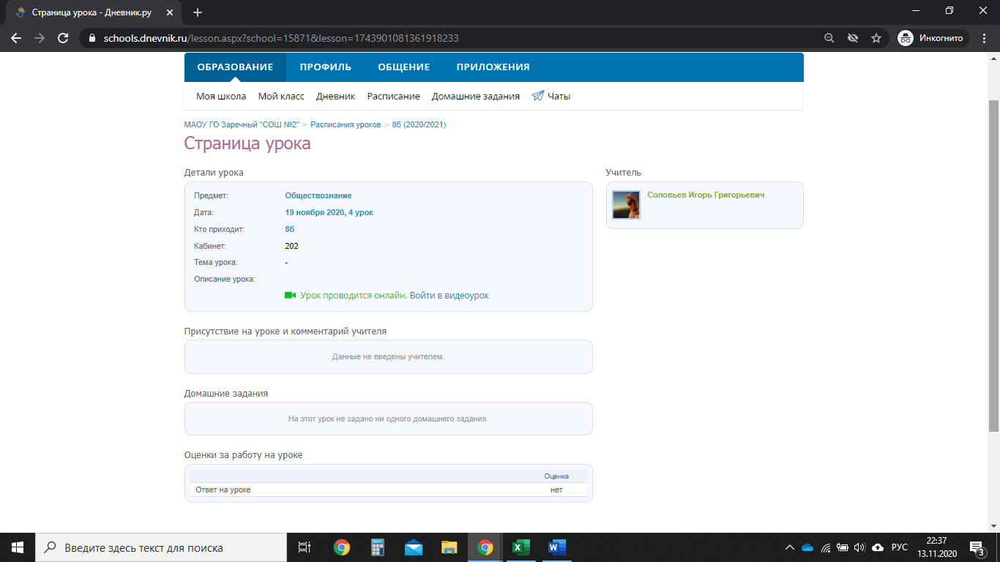 Страница урока - Дневник.ру
schools.dnevnik.ru/lesson.aspx?school=15871&lesson=1743901081361918233
Инкогнито
ОБРАЗОВАНИЕ ПРОФИЛЬ ОБЩЕНИЕ ПРИЛОЖЕНИЯ
Моя школа Мой класс Дневник Расписание Домашние задания Чаты
МАОУ ГО Заречный "СОШ №2" > Расписания уроков > 8б (2020/2021)
Страница урока
Детали урока
Предмет: Обществознание
Дата: 19 ноября 2020, 4 урок
Кто приходит: 8б
Кабинет: 202
Тема урока: -
Описание урока:
Урок проводится онлайн. Войти в видеоурок
Учитель
Соловьев Игорь Григорьевич
Присутствие на уроке и комментарий учителя
Данные не введены учителем.
Домашние задания
На этот урок не задано ни одного домашнего задания.
Оценки за работу на уроке
Оценка
Ответ на уроке нет
Введите здесь текст для поиска
РУС
22:37
13.11.2020
3